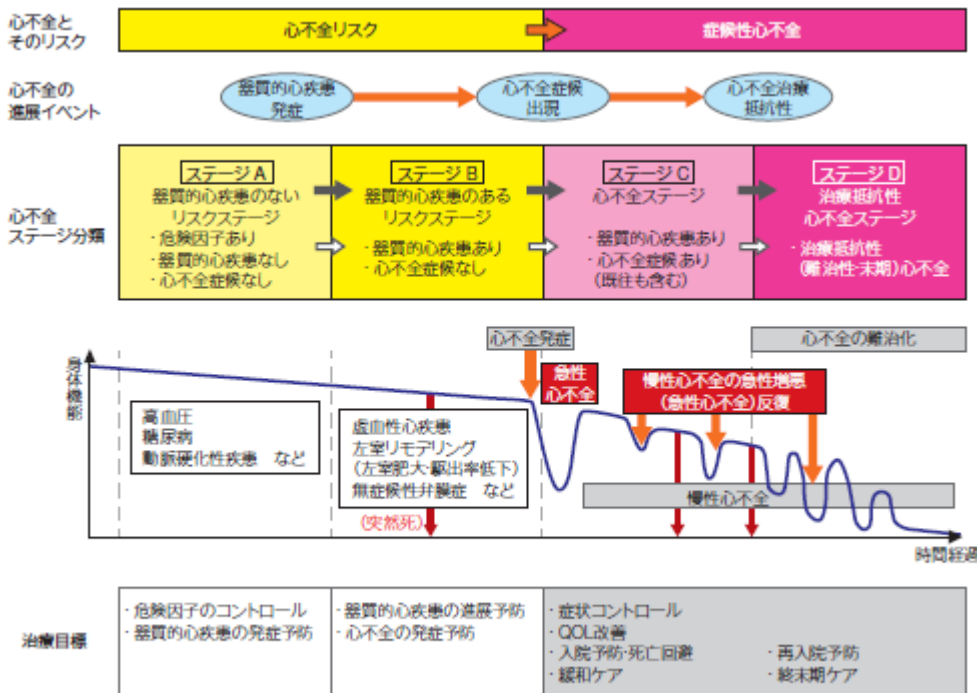 心不全と
そのリスク
心不全リスク
症候性心不全
心不全の
進展イベント
器質的心疾患
発症
心不全症候
出現
心不全治療
抵抗性
心不全
ステージ分類
ステージA
器質的心疾患のない
リスクステージ
・危険因子あり
・器質的心疾患なし
・心不全症候なし
ステージB
器質的心疾患のある
リスクステージ
・器質的心疾患あり
・心不全症候なし
ステージC
心不全ステージ
・器質的心疾患あり
・心不全症候あり
(既往も含む)
ステージD
治療抵抗性
心不全ステージ
・治療抵抗性
(難治性・末期)心不全
身体機能
心不全発症
心不全の難治化
急性
心不全
慢性心不全の急性増悪
(急性心不全)反復
高血圧
糖尿病
動脈硬化性疾患 など
虚血性心疾患
左室リモデリング
(左室肥大・駆出率低下)
無症候性弁膜症 など
慢性心不全
(突然死)
時間経過
治療目標
・危険因子のコントロール
・器質的心疾患の発症予防
・器質的心疾患の進展予防
・心不全の発症予防
・症状コントロール
・QOL改善
・入院予防・死亡回避
・緩和ケア
・再入院予防
・終末期ケア